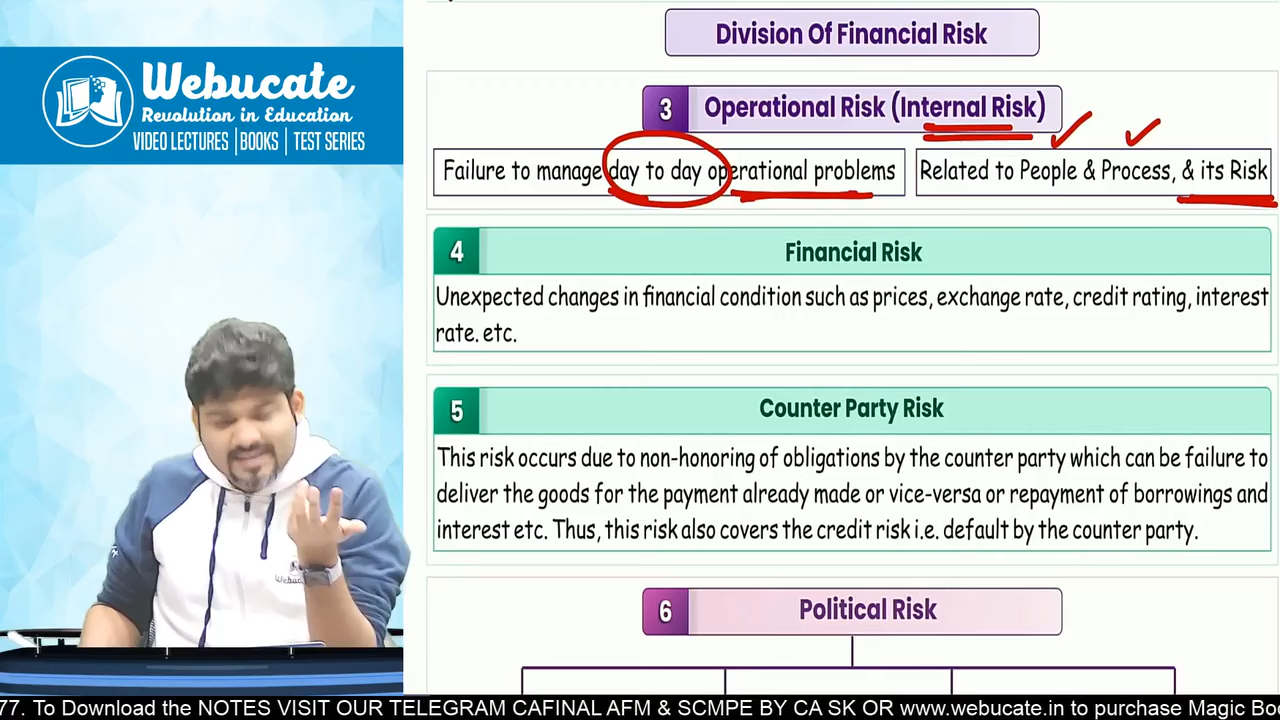 Webucate
Revolution in Education
VIDEO LECTURES | BOOKS | TEST SERIES
Division Of Financial Risk
3 Operational Risk (Internal Risk)
Failure to manage day to day operational problems
Related to People & Process, & its Risk
4 Financial Risk
Unexpected changes in financial condition such as prices, exchange rate, credit rating, interest
rate. etc.
5 Counter Party Risk
This risk occurs due to non-honoring of obligations by the counter party which can be failure to
deliver the goods for the payment already made or vice-versa or repayment of borrowings and
interest etc. Thus, this risk also covers the credit risk i.e. default by the counter party.
6 Political Risk
77. To Download the NOTES VISIT OUR TELEGRAM CAFINAL AFM & SCMPE BY CA SK OR www.webucate.in to purchase Magic Bo